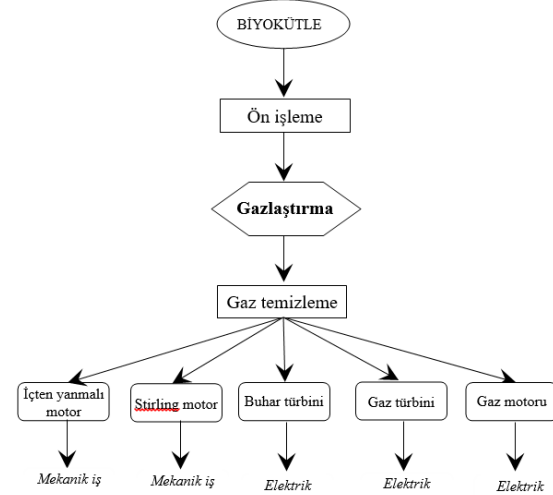 BİYOKÜTLE
Ön işleme
Gazlaştırma
Gaz temizleme
İçten yanmalı
motor
Stirling motor
Buhar türbini
Gaz türbini
Gaz motoru
Mekanik iş
Mekanik iş
Elektrik
Elektrik
Elektrik